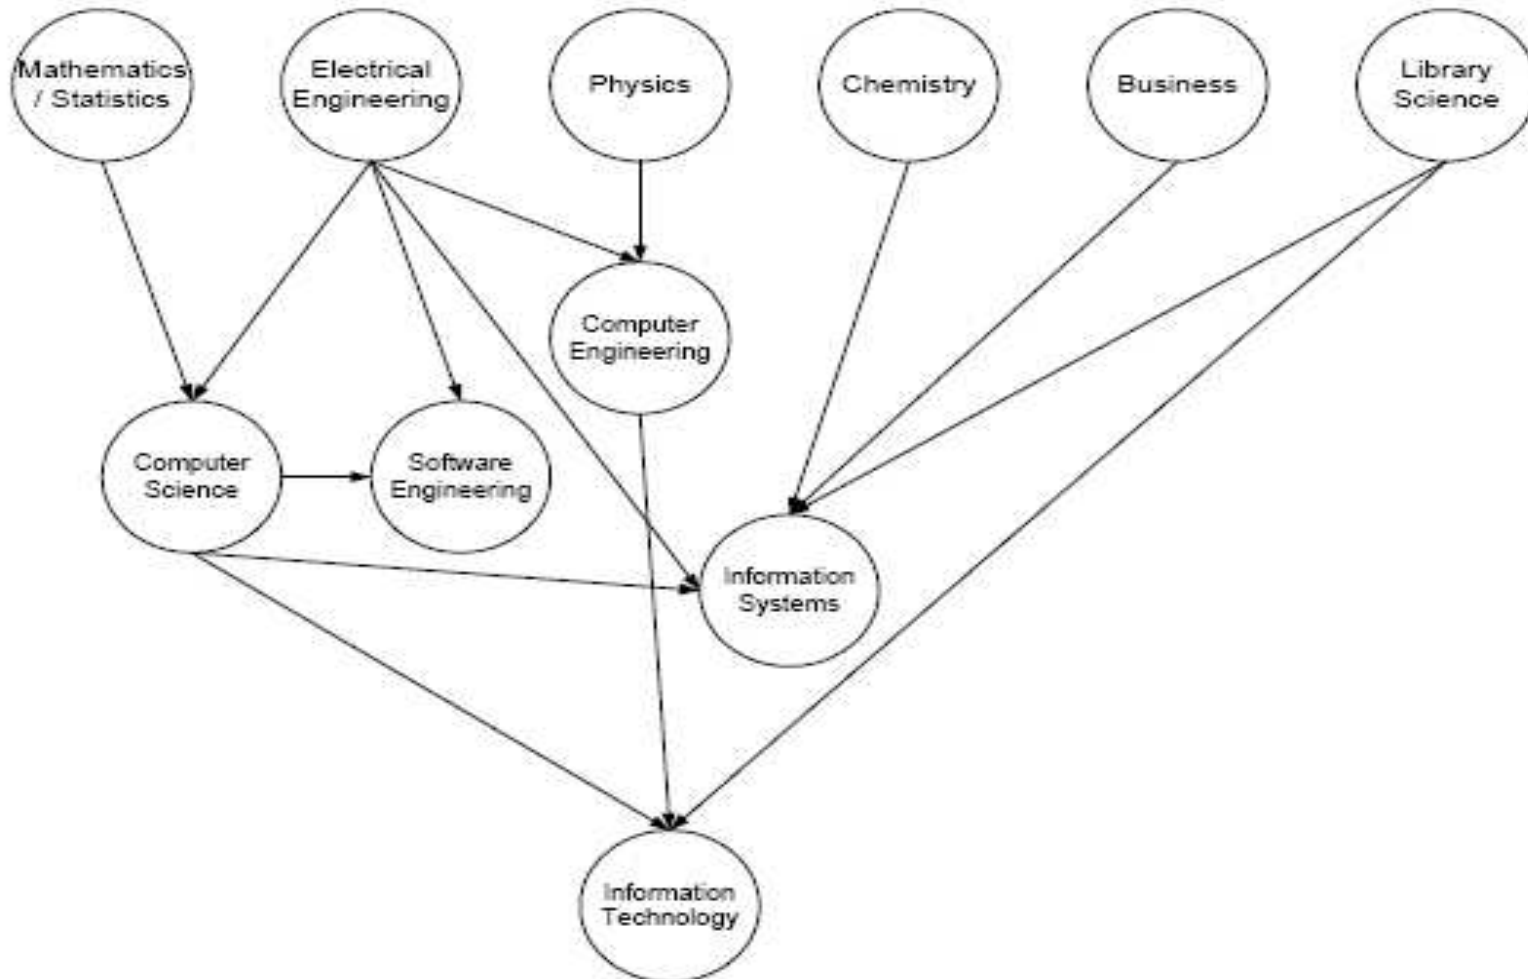 Mathematics
/ Statistics
Electrical
Engineering
Physics
Chemistry
Business
Library
Science
Computer
Engineering
Computer
Science
Software
Engineering
Information
Systems
Information
Technology